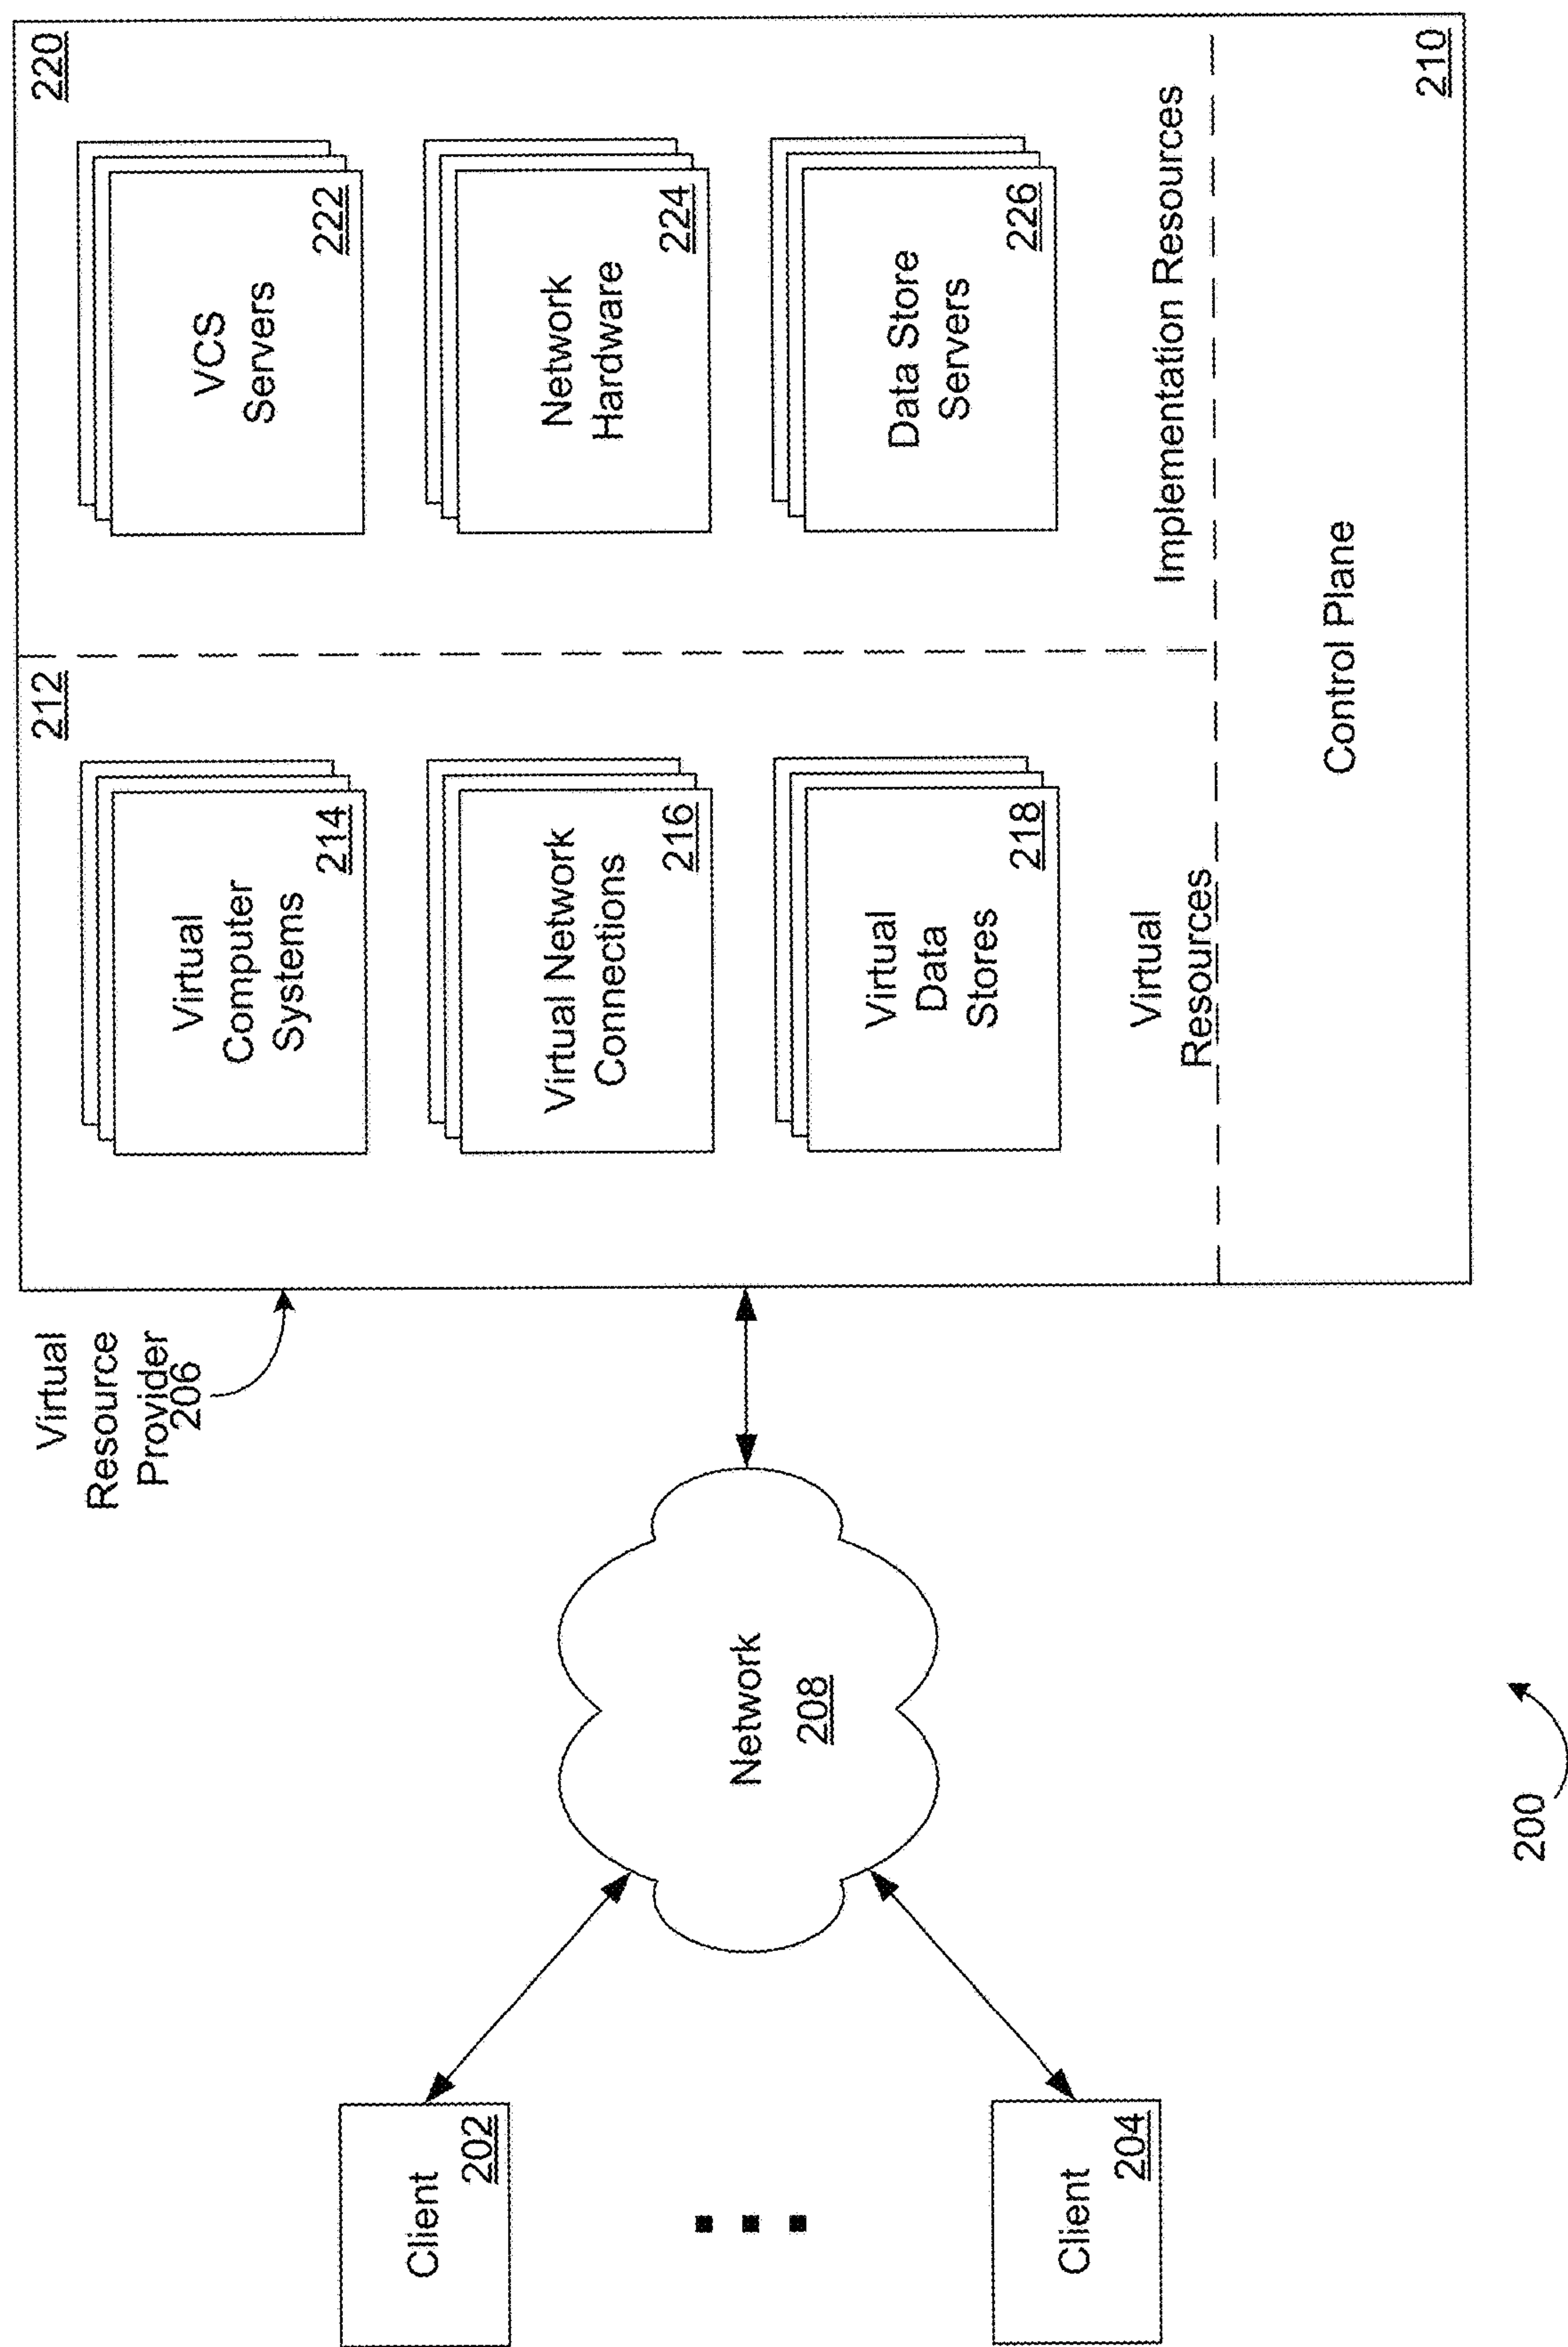 Virtual
Resource
Provider
206
212
220
Virtual
Computer
Systems
214
VCS
Servers
222
Virtual Network
Connections
216
Network
Hardware
224
Virtual
Data
Stores
218
Data Store
Servers
226
Virtual
Resources
Implementation Resources
Control Plane
210
Client
202
Network
208
Client
204
200